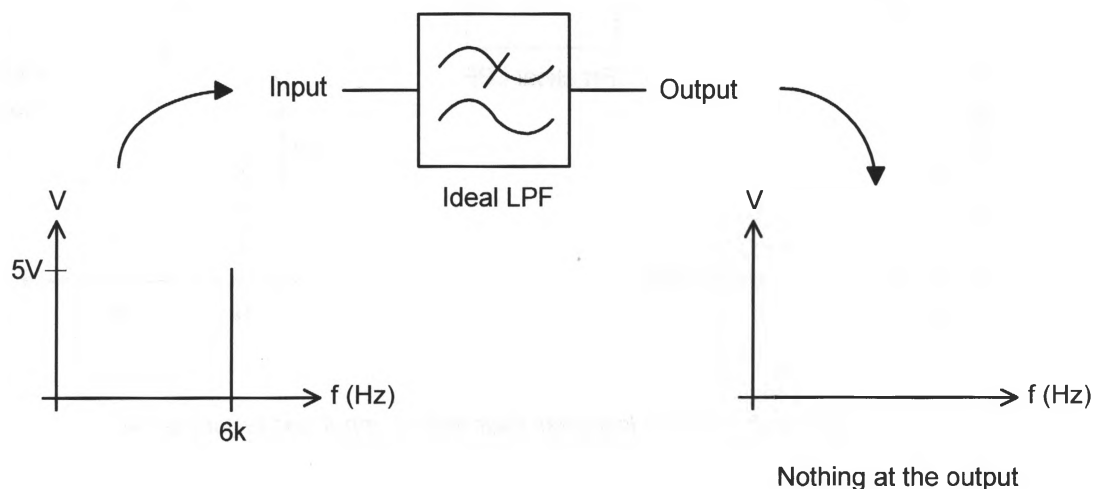 Input
Output
Ideal LPF
V
5V
f (Hz)
6k
V
f (Hz)
Nothing at the output